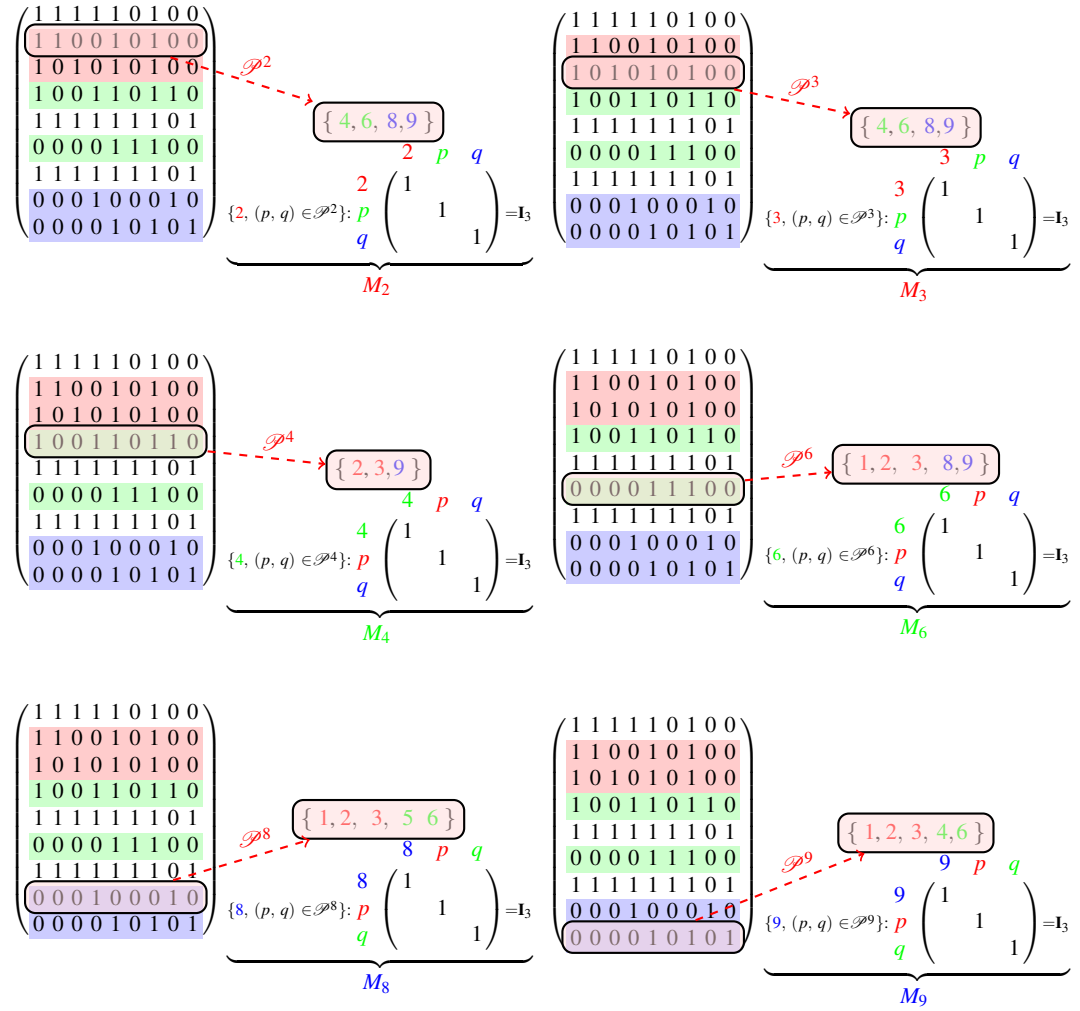 1 1 1 1 1 0 1 0 0
1 1 0 0 1 0 1 0 0
1 0 1 0 1 0 1 0 0
1 0 0 1 1 0 1 1 0
1 1 1 1 1 1 1 0 1
0 0 0 0 1 1 1 0 0
1 1 1 1 1 1 1 0 1
0 0 0 1 0 0 0 1 0
0 0 0 0 1 0 1 0 1
𝒫²
{ 4, 6, 8,9 }
2 p q
2 1
{2, (p, q) ∈𝒫²}: p 1 =I₃
q 1
M₂
1 1 1 1 1 0 1 0 0
1 1 0 0 1 0 1 0 0
1 0 1 0 1 0 1 0 0
1 0 0 1 1 0 1 1 0
1 1 1 1 1 1 1 0 1
0 0 0 0 1 1 1 0 0
1 1 1 1 1 1 1 0 1
0 0 0 1 0 0 0 1 0
0 0 0 0 1 0 1 0 1
𝒫³
{ 4, 6, 8,9 }
3 p q
3 1
{3, (p, q) ∈𝒫³}: p 1 =I₃
q 1
M₃
1 1 1 1 1 0 1 0 0
1 1 0 0 1 0 1 0 0
1 0 1 0 1 0 1 0 0
1 0 0 1 1 0 1 1 0
1 1 1 1 1 1 1 0 1
0 0 0 0 1 1 1 0 0
1 1 1 1 1 1 1 0 1
0 0 0 1 0 0 0 1 0
0 0 0 0 1 0 1 0 1
𝒫⁴
{ 2, 3,9 }
4 p q
4 1
{4, (p, q) ∈𝒫⁴}: p 1 =I₃
q 1
M₄
1 1 1 1 1 0 1 0 0
1 1 0 0 1 0 1 0 0
1 0 1 0 1 0 1 0 0
1 0 0 1 1 0 1 1 0
1 1 1 1 1 1 1 0 1
0 0 0 0 1 1 1 0 0
1 1 1 1 1 1 1 0 1
0 0 0 1 0 0 0 1 0
0 0 0 0 1 0 1 0 1
𝒫⁶
{ 1, 2, 3, 8,9 }
6 p q
6 1
{6, (p, q) ∈𝒫⁶}: p 1 =I₃
q 1
M₆
1 1 1 1 1 0 1 0 0
1 1 0 0 1 0 1 0 0
1 0 1 0 1 0 1 0 0
1 0 0 1 1 0 1 1 0
1 1 1 1 1 1 1 0 1
0 0 0 0 1 1 1 0 0
1 1 1 1 1 1 1 0 1
0 0 0 1 0 0 0 1 0
0 0 0 0 1 0 1 0 1
𝒫⁸
{ 1, 2, 3, 5 6 }
8 p q
8 1
{8, (p, q) ∈𝒫⁸}: p 1 =I₃
q 1
M₈
1 1 1 1 1 0 1 0 0
1 1 0 0 1 0 1 0 0
1 0 1 0 1 0 1 0 0
1 0 0 1 1 0 1 1 0
1 1 1 1 1 1 1 0 1
0 0 0 0 1 1 1 0 0
1 1 1 1 1 1 1 0 1
0 0 0 1 0 0 0 1 0
0 0 0 0 1 0 1 0 1
𝒫⁹
{ 1, 2, 3, 4,6 }
9 p q
9 1
{9, (p, q) ∈𝒫⁹}: p 1 =I₃
q 1
M₉